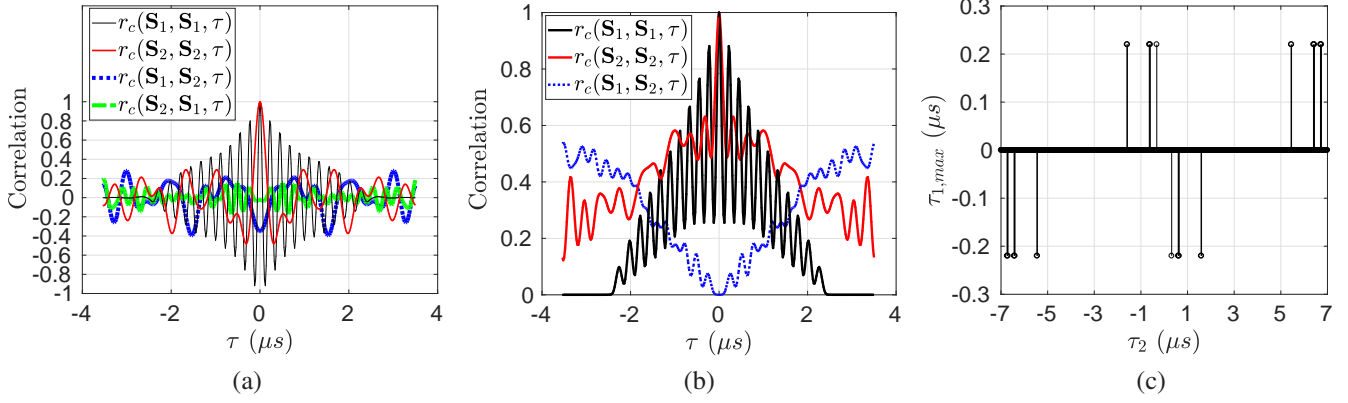 r_c(S_1, S_1, τ)
r_c(S_2, S_2, τ)
r_c(S_1, S_2, τ)
r_c(S_2, S_1, τ)
Correlation
1
0.8
0.6
0.4
0.2
0
-0.2
-0.4
-0.6
-0.8
-1
-4 -2 0 2 4
τ (μs)
(a)
r_c(S_1, S_1, τ)
r_c(S_2, S_2, τ)
r_c(S_1, S_2, τ)
Correlation
1
0.8
0.6
0.4
0.2
0
-4 -2 0 2 4
τ (μs)
(b)
τ_{1,max} (μs)
0.3
0.2
0.1
0
-0.1
-0.2
-0.3
-7 -5 -3 -1 1 3 5 7
τ_2 (μs)
(c)